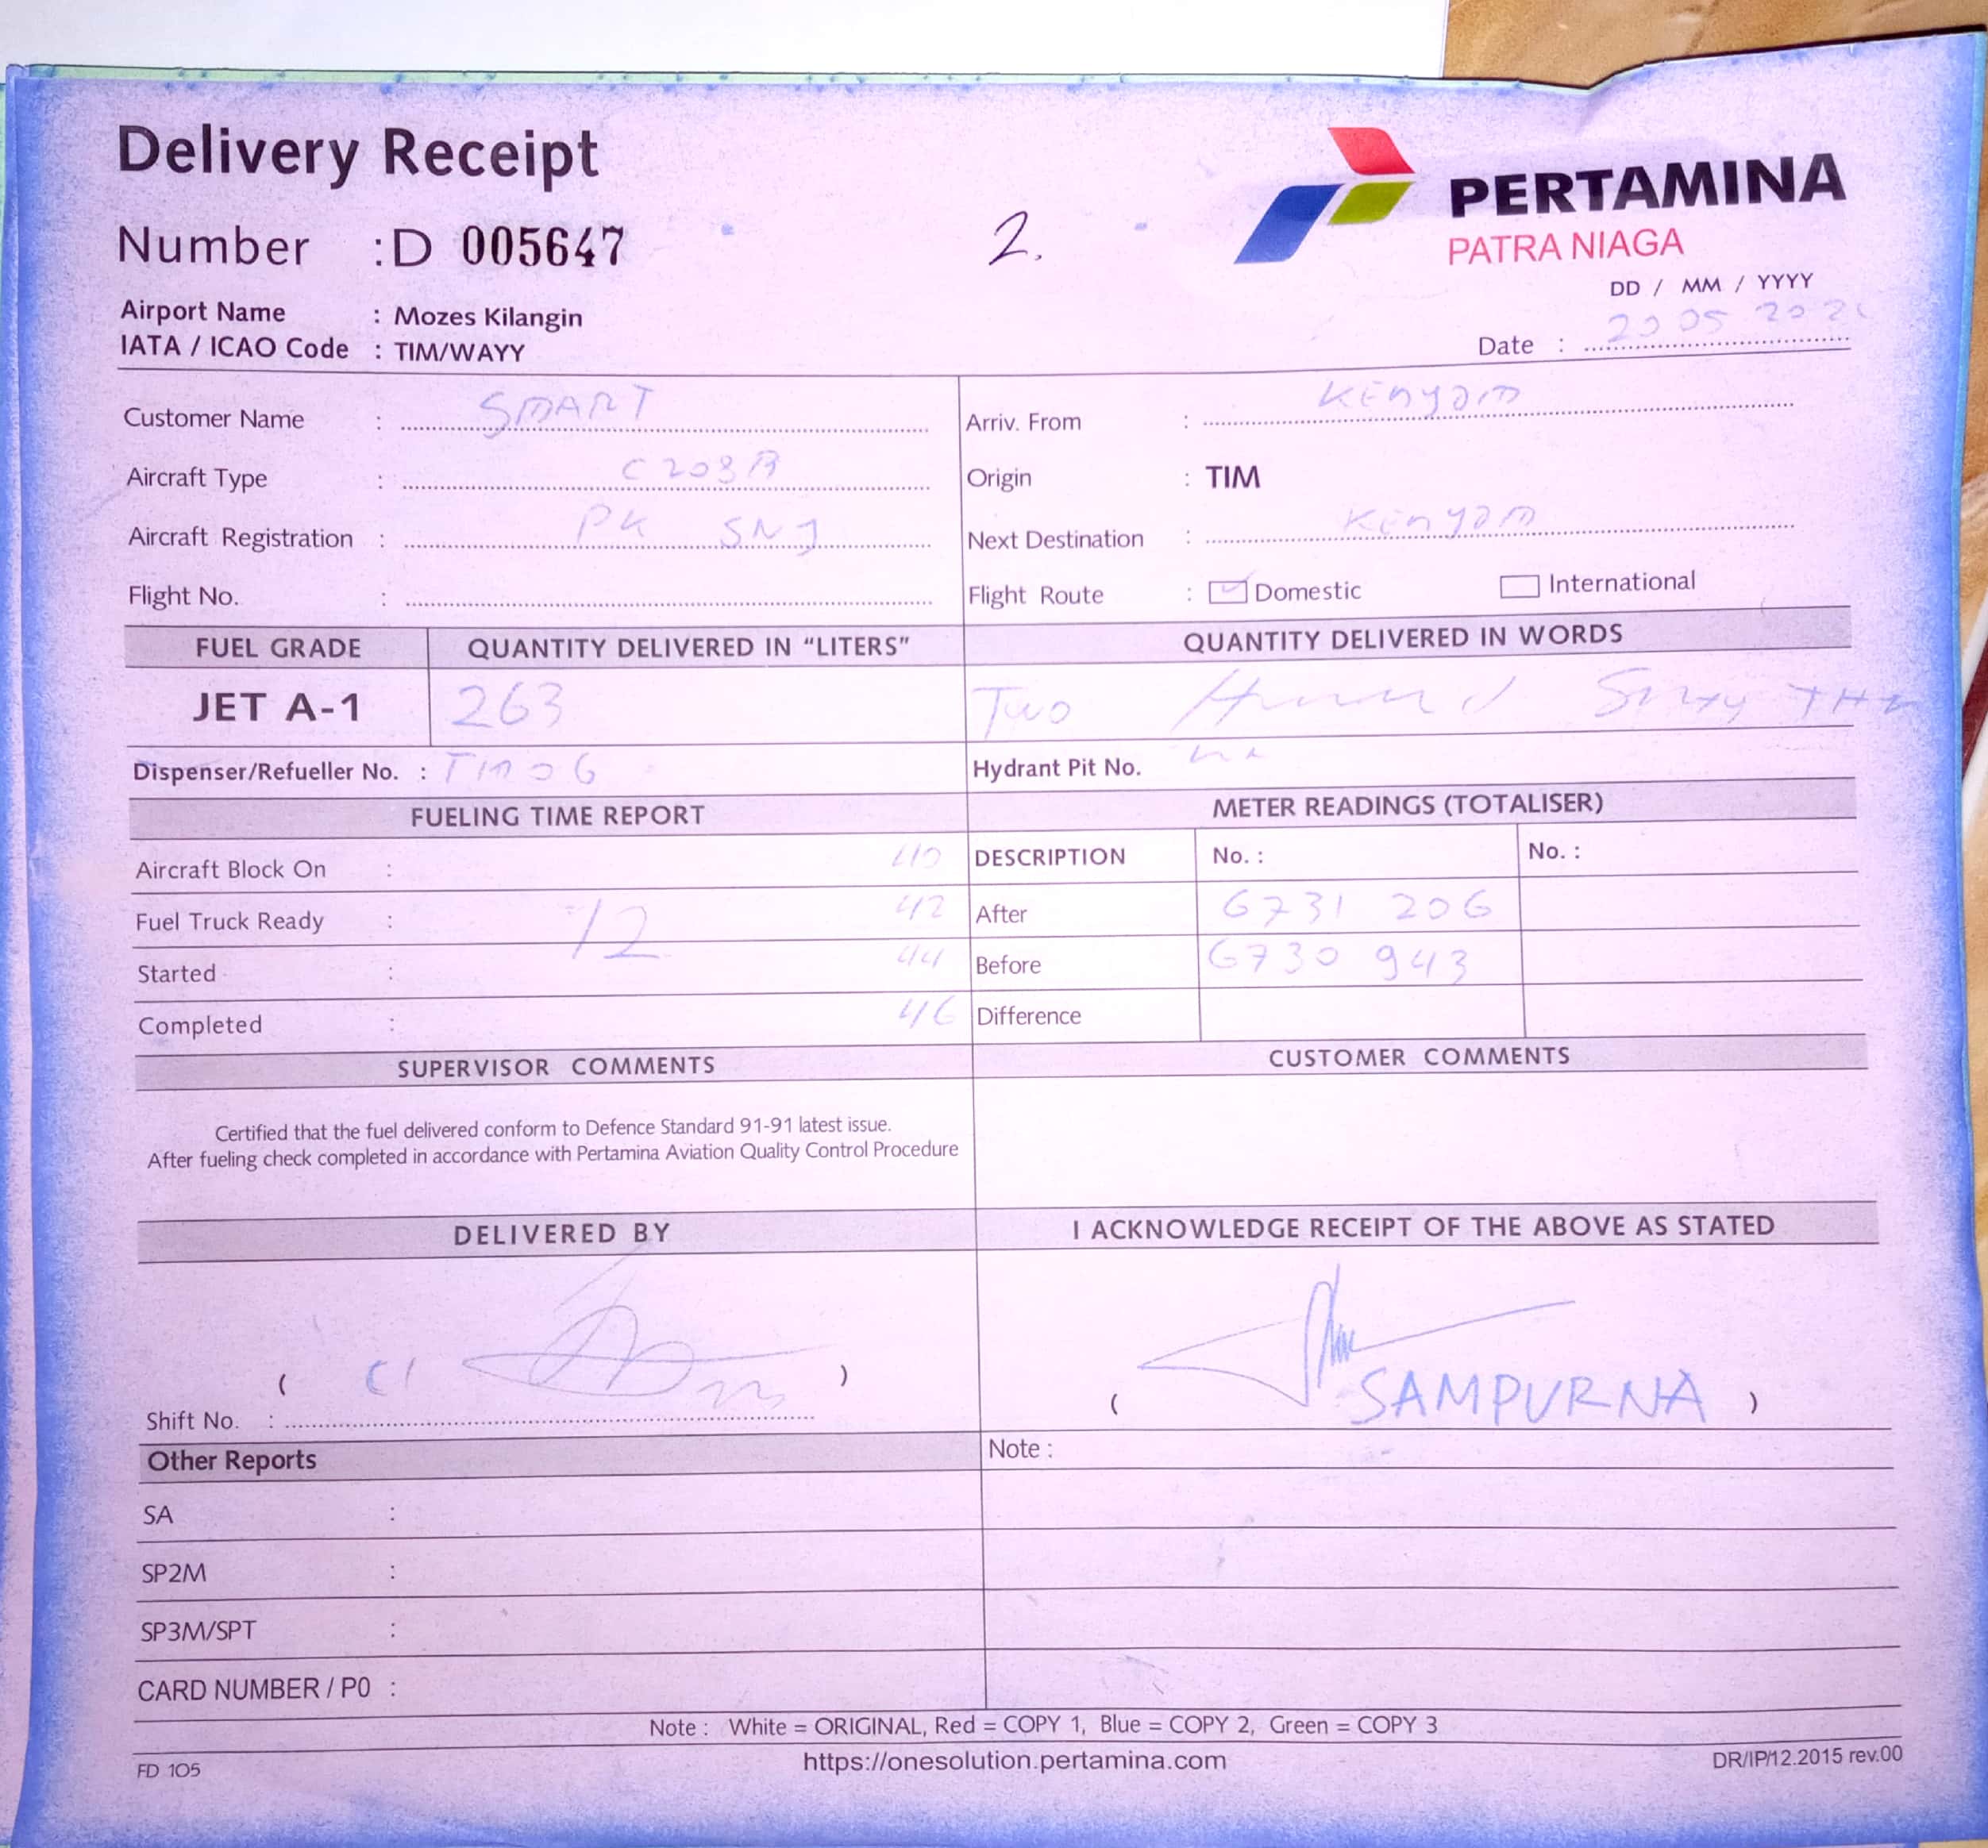 Delivery Receipt
PERTAMINA
PATRA NIAGA
Number : D 005647
2.
DD / MM / YYYY
Airport Name : Mozes Kilangin
IATA / ICAO Code : TIM/WAYY
Date : 05
Customer Name : SMART
Arriv. From : Kenyam
Aircraft Type : C208B
Origin : TIM
Aircraft Registration : PK SNJ
Next Destination : Kenyam
Flight No. :
Flight Route : Domestic International
FUEL GRADE QUANTITY DELIVERED IN “LITERS” QUANTITY DELIVERED IN WORDS
JET A-1 263 Two
Dispenser/Refueller No. : TIM06
Hydrant Pit No.
FUELING TIME REPORT METER READINGS (TOTALISER)
Aircraft Block On : 40
DESCRIPTION No. : No. :
Fuel Truck Ready : 12 42
After 6731 206
Started : 44
Before 6730 943
Completed : 46
Difference
SUPERVISOR COMMENTS CUSTOMER COMMENTS
Certified that the fuel delivered conform to Defence Standard 91-91 latest issue.
After fueling check completed in accordance with Pertamina Aviation Quality Control Procedure
DELIVERED BY I ACKNOWLEDGE RECEIPT OF THE ABOVE AS STATED
( )
( SAMPURNA )
Shift No. :
Other Reports
Note :
SA :
SP2M :
SP3M/SPT :
CARD NUMBER / P0 :
Note : White = ORIGINAL, Red = COPY 1, Blue = COPY 2, Green = COPY 3
FD 105 https://onesolution.pertamina.com DR/IP/12.2015 rev.00